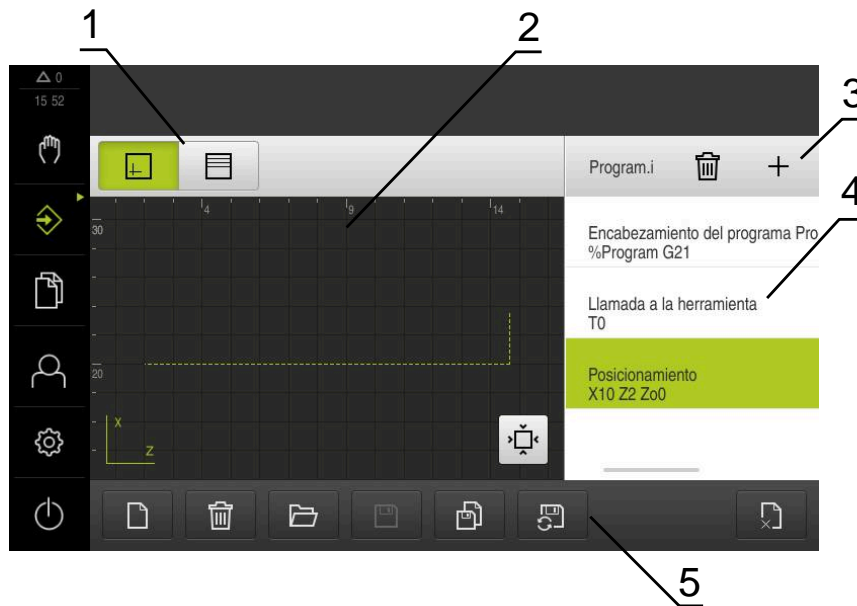 1
2
3
4
5
0
15 52
Program.i
4
9
14
30
20
X
Z
Encabezamiento del programa Pro
%Program G21
Llamada a la herramienta
T0
Posicionamiento
X10 Z2 Zo0